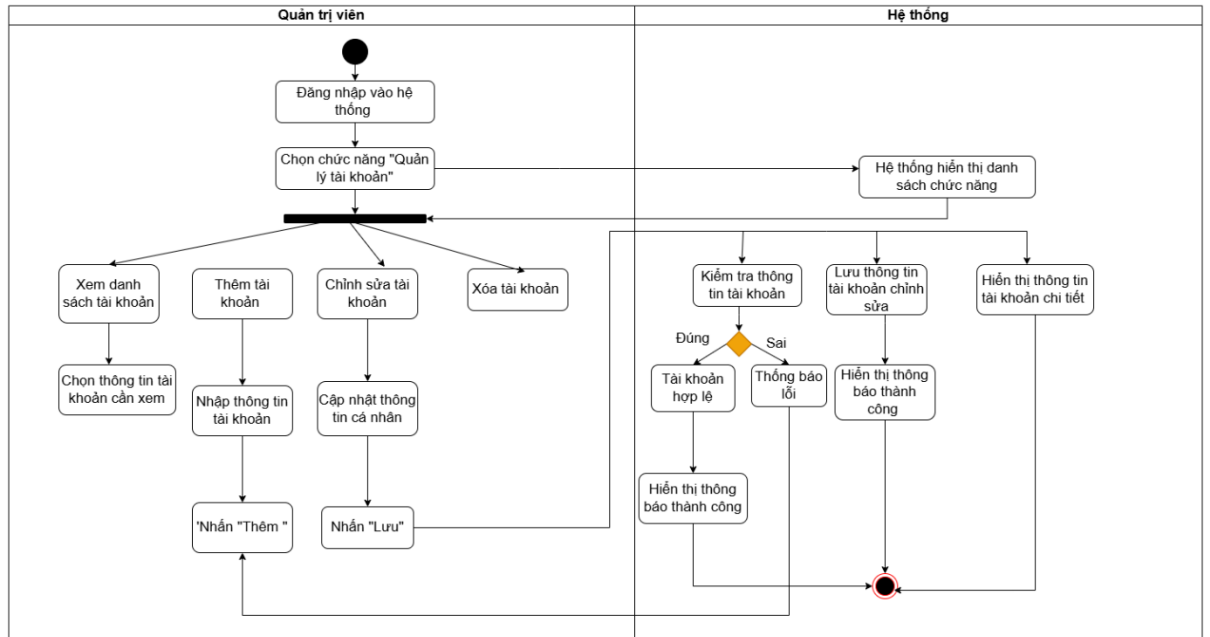 Quản trị viên
Hệ thống
Đăng nhập vào hệ
thống
Chọn chức năng "Quản
lý tài khoản"
Hệ thống hiển thị danh
sách chức năng
Xem danh
sách tài khoản
Thêm tài
khoản
Chỉnh sửa tài
khoản
Xóa tài khoản
Kiểm tra thông
tin tài khoản
Lưu thông tin
tài khoản chỉnh
sửa
Hiển thị thông tin
tài khoản chi tiết
Đúng
Sai
Chọn thông tin tài
khoản cần xem
Nhập thông tin
tài khoản
Cập nhật thông
tin cá nhân
Tài khoản
hợp lệ
Thống báo
lỗi
Hiển thị thông
báo thành
công
Hiển thị thông
báo thành công
'Nhấn "Thêm "
Nhấn "Lưu"